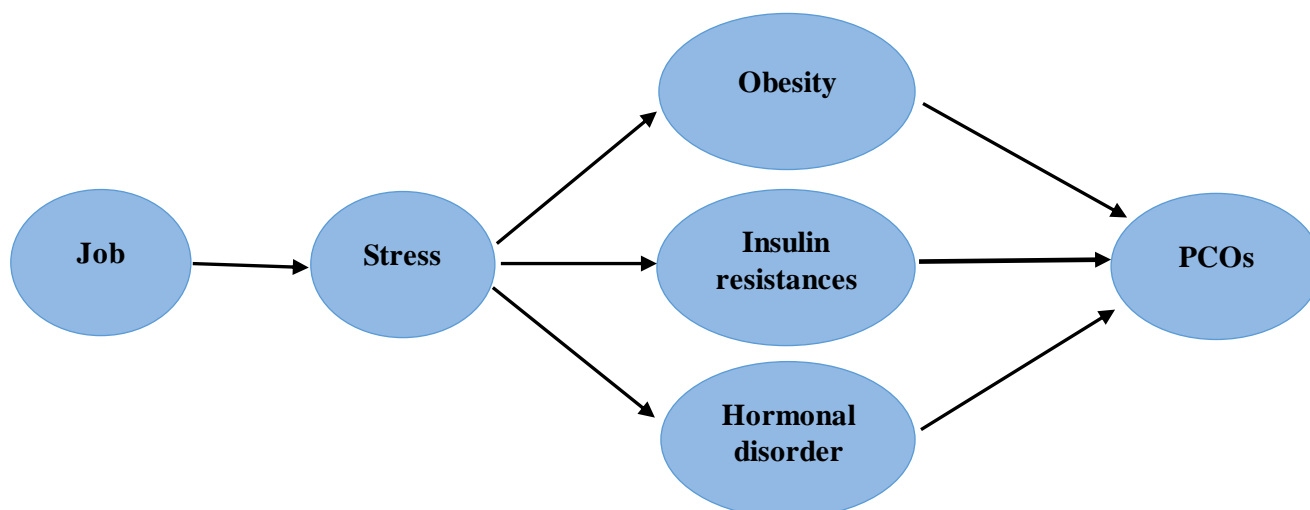 Job
Stress
Obesity
Insulin
resistances
Hormonal
disorder
PCOs